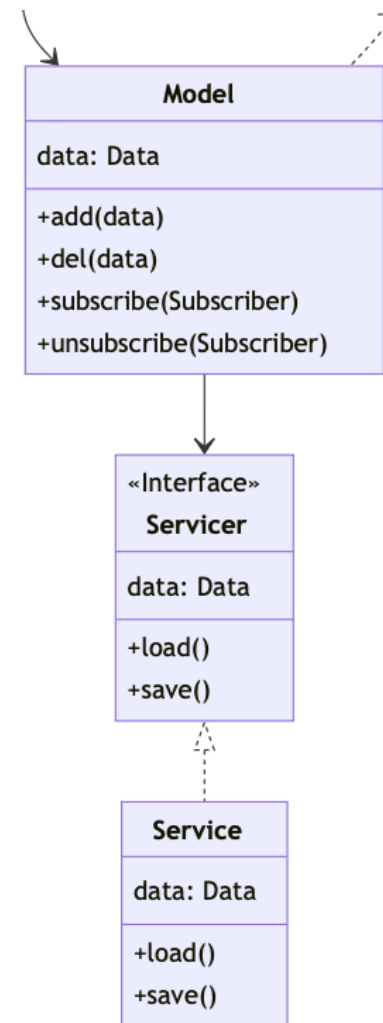 Model
data: Data
+add(data)
+del(data)
+subscribe(Subscriber)
+unsubscribe(Subscriber)
«Interface»
Servicer
data: Data
+load()
+save()
Service
data: Data
+load()
+save()